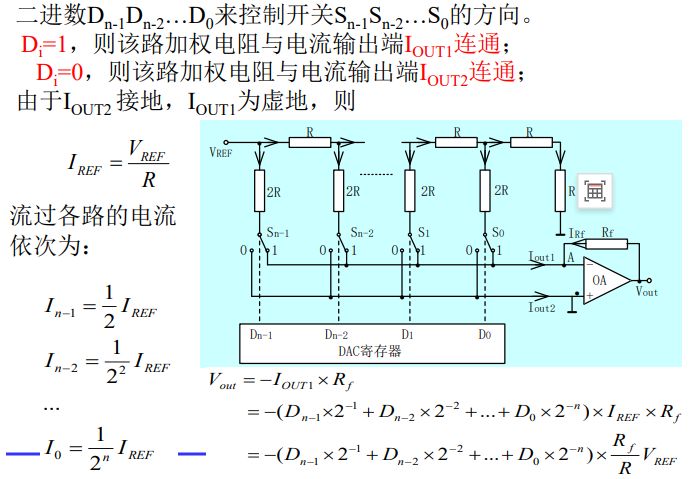 二进制数Dn-1Dn-2…D0来控制开关Sn-1Sn-2…S0的方向。
Di=1，则该路加权电阻与电流输出端IOUT1连通；
Di=0，则该路加权电阻与电流输出端IOUT2连通；
由于IOUT2 接地，IOUT1为虚地，则
IREF = VREF / R
流过各路的电流
依次为：
In-1 = 1/2 IREF
In-2 = 1/2² IREF
...
I0 = 1/2ⁿ IREF
R R R
VREF
2R 2R 2R 2R R
........
Sn-1 Sn-2 S1 S0
0 1 0 1 0 1 0 1
IRf Rf
Iout1 A
− OA
+
Vout
Iout2
Dn-1 Dn-2 D1 D0
DAC寄存器
Vout = −IOUT1 × Rf
= −(Dn-1×2⁻¹ + Dn-2 × 2⁻² + ... + D0 × 2⁻ⁿ) × IREF × Rf
= −(Dn-1 × 2⁻¹ + Dn-2 × 2⁻² + ... + D0 × 2⁻ⁿ) × Rf / R VREF